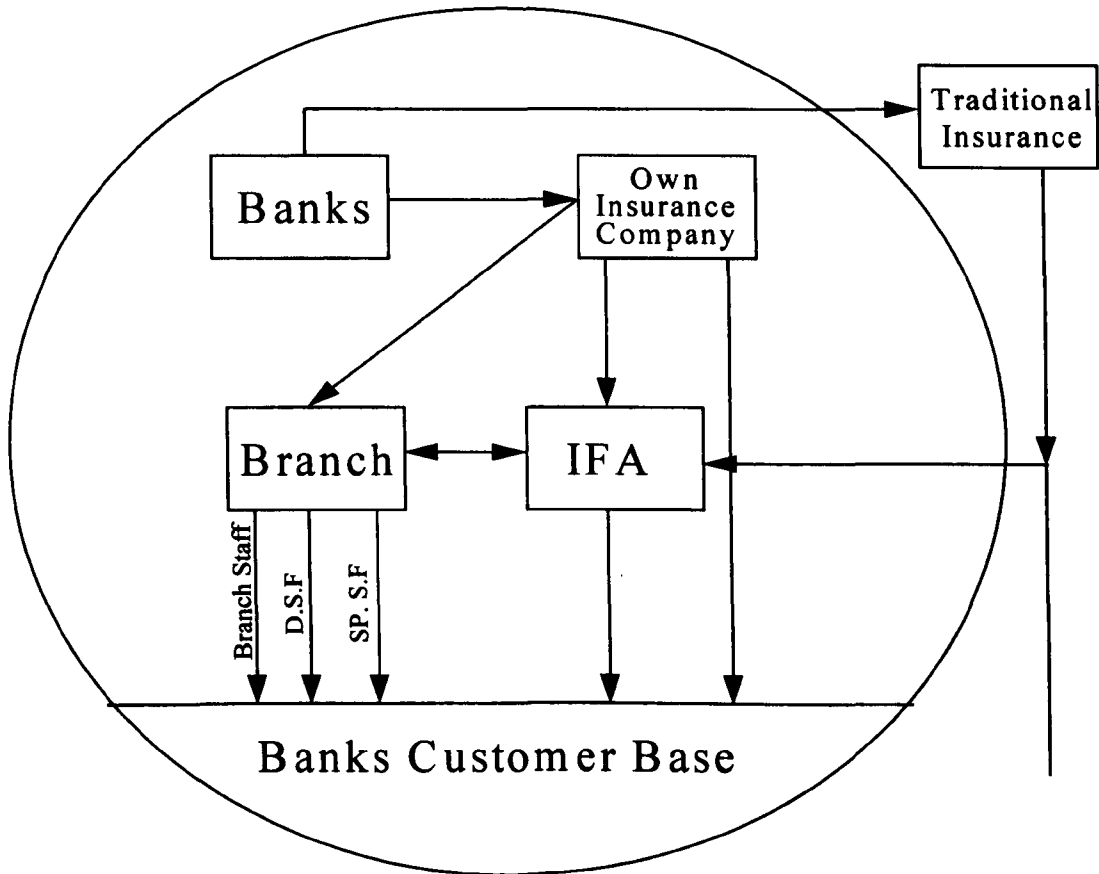 Traditional
Insurance
Banks
Own
Insurance
Company
Branch
IFA
Branch Staff
D.S.F
SP. S.F
Banks Customer Base